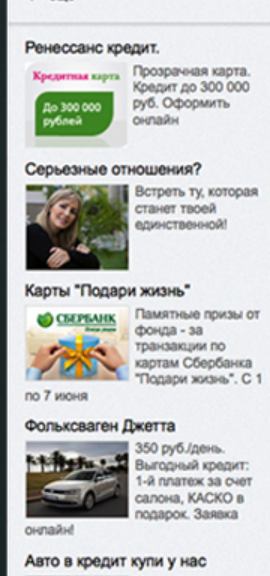 Ренессанс кредит.
Кредитная карта
До 300 000
рублей
Прозрачная карта.
Кредит до 300 000
руб. Оформить
онлайн
Серьезные отношения?
Встреть ту, которая
станет твоей
единственной!
Карты "Подари жизнь"
СБЕРБАНК
Памятные призы от
фонда - за
транзакции по
картам Сбербанка
"Подари жизнь". С 1
по 7 июня
Фольксваген Джетта
350 руб./день.
Выгодный кредит:
1-й платеж за счет
салона, КАСКО в
подарок. Заявка
онлайн!
Авто в кредит купи у нас